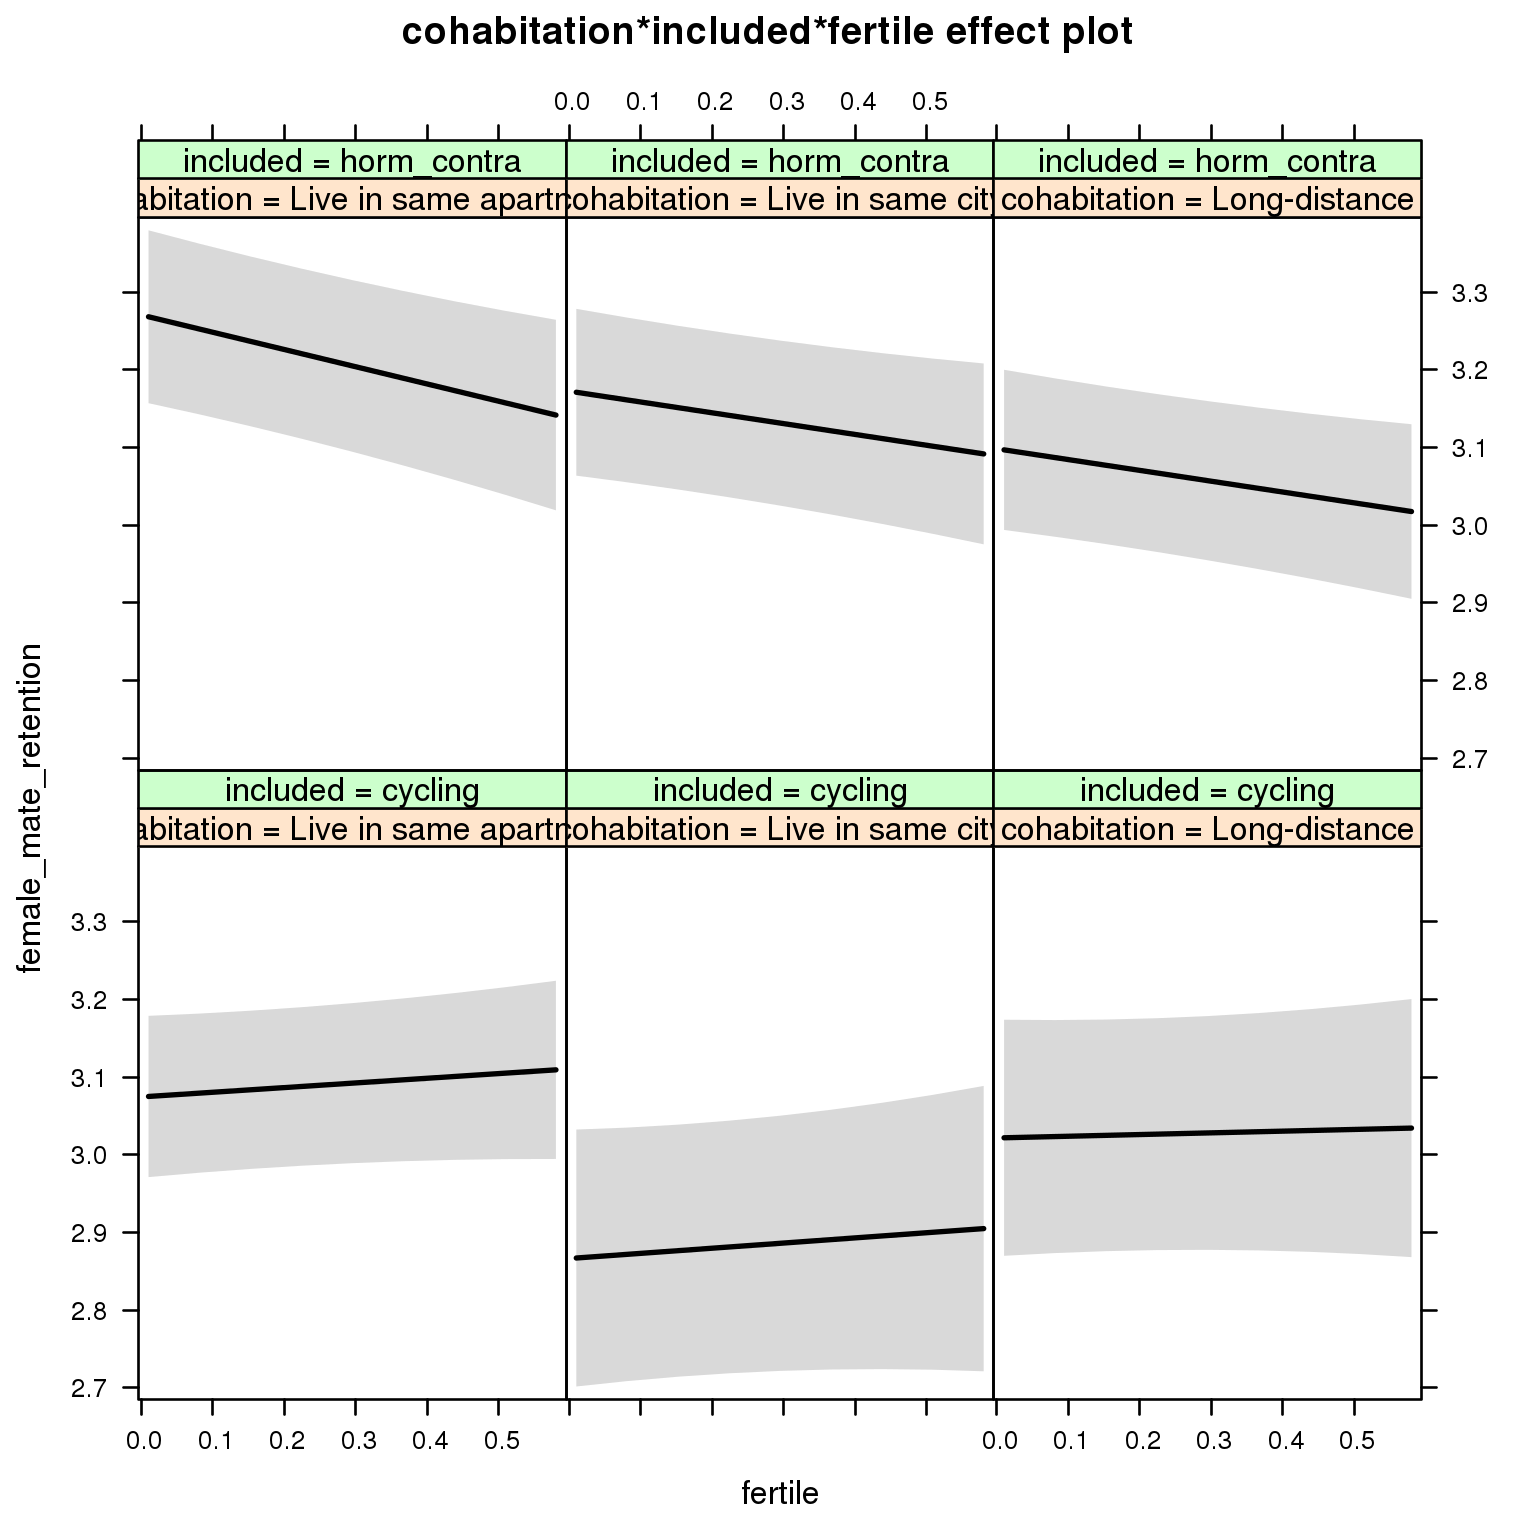 cohabitation*included*fertile effect plot
0.0 0.1 0.2 0.3 0.4 0.5
included = horm_contra included = horm_contra included = horm_contra
abitation = Live in same apartm cohabitation = Live in same city cohabitation = Long-distance
3.3
3.2
3.1
3.0
2.9
2.8
2.7
female_mate_retention
included = cycling included = cycling included = cycling
abitation = Live in same apartm cohabitation = Live in same city cohabitation = Long-distance
3.3
3.2
3.1
3.0
2.9
2.8
2.7
0.0 0.1 0.2 0.3 0.4 0.5 0.0 0.1 0.2 0.3 0.4 0.5
fertile